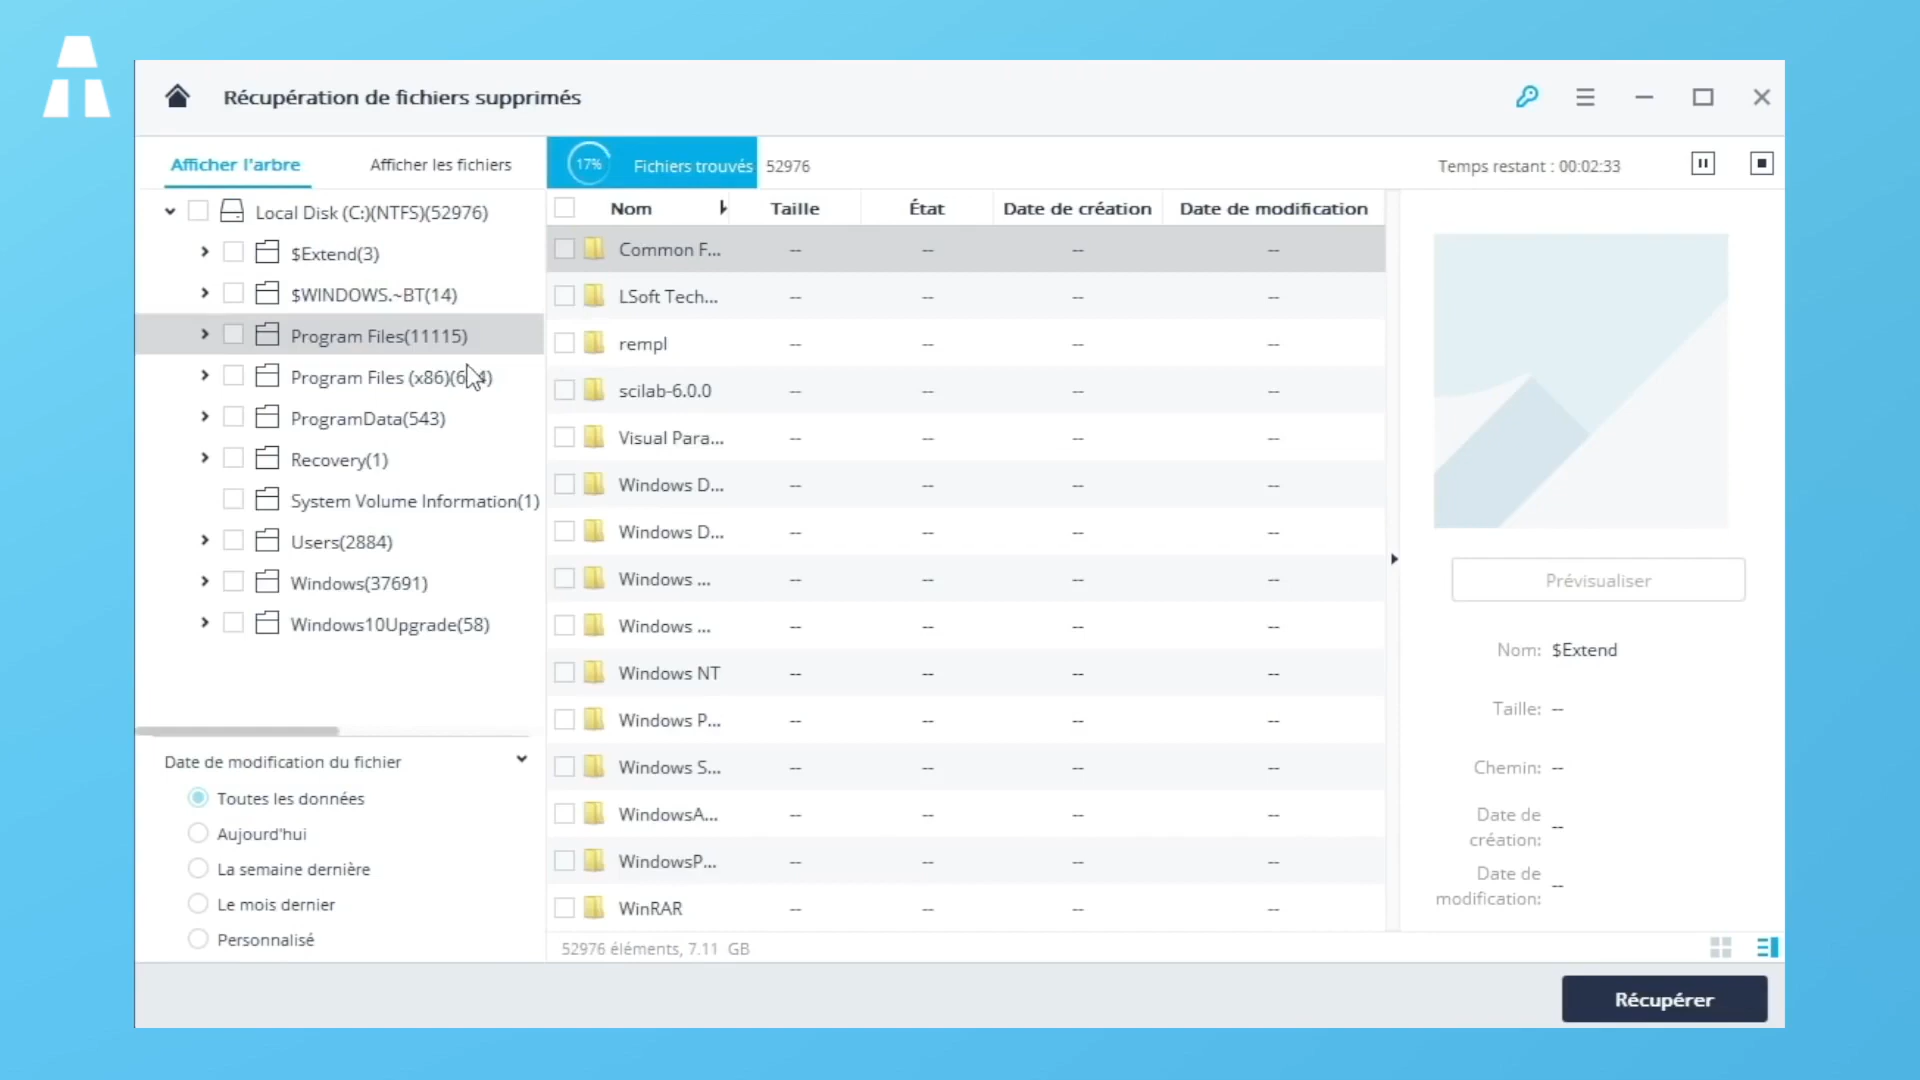 Récupération de fichiers supprimés
Afficher l'arbre
Afficher les fichiers
17%
Fichiers trouvés
52976
Temps restant : 00:02:33
Local Disk (C:)(NTFS)(52976)
$Extend(3)
$WINDOWS.~BT(14)
Program Files(11115)
Program Files (x86)
ProgramData(543)
Recovery(1)
System Volume Information(1)
Users(2884)
Windows(37691)
Windows10Upgrade(58)
Date de modification du fichier
Toutes les données
Aujourd'hui
La semaine dernière
Le mois dernier
Personnalisé
Nom Taille État Date de création Date de modification
Common F... -- -- -- --
LSoft Tech... -- -- -- --
rempl -- -- -- --
scilab-6.0.0 -- -- -- --
Visual Para... -- -- -- --
Windows D... -- -- -- --
Windows D... -- -- -- --
Windows ... -- -- -- --
Windows ... -- -- -- --
Windows NT -- -- -- --
Windows P... -- -- -- --
Windows S... -- -- -- --
WindowsA... -- -- -- --
WindowsP... -- -- -- --
WinRAR -- -- -- --
52976 éléments, 7.11 GB
Prévisualiser
Nom: $Extend
Taille: --
Chemin: --
Date de
création: --
Date de
modification: --
Récupérer